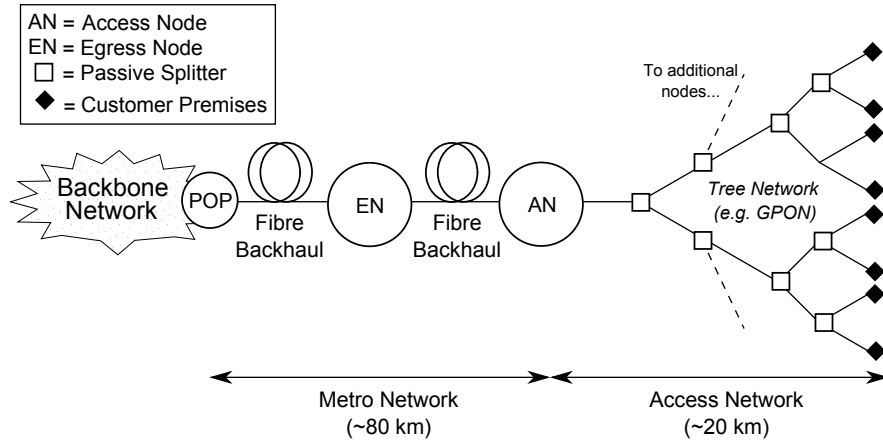 AN = Access Node
EN = Egress Node
= Passive Splitter
= Customer Premises
To additional
nodes...
Backbone
Network
POP
EN
AN
Fibre
Backhaul
Fibre
Backhaul
Tree Network
(e.g. GPON)
Metro Network
(~80 km)
Access Network
(~20 km)